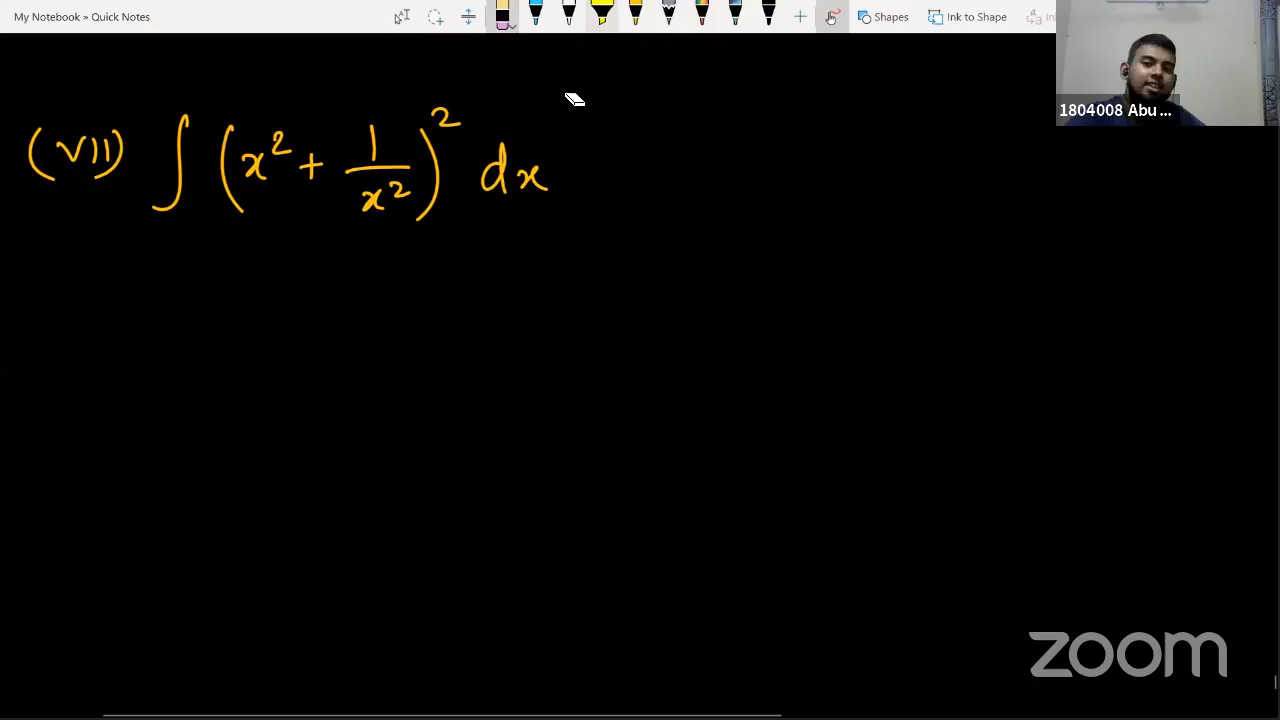 My Notebook » Quick Notes
Shapes
Ink to Shape
1804008 Abu ...
(VII) ∫ (x² + 1/x²)² dx
zoom